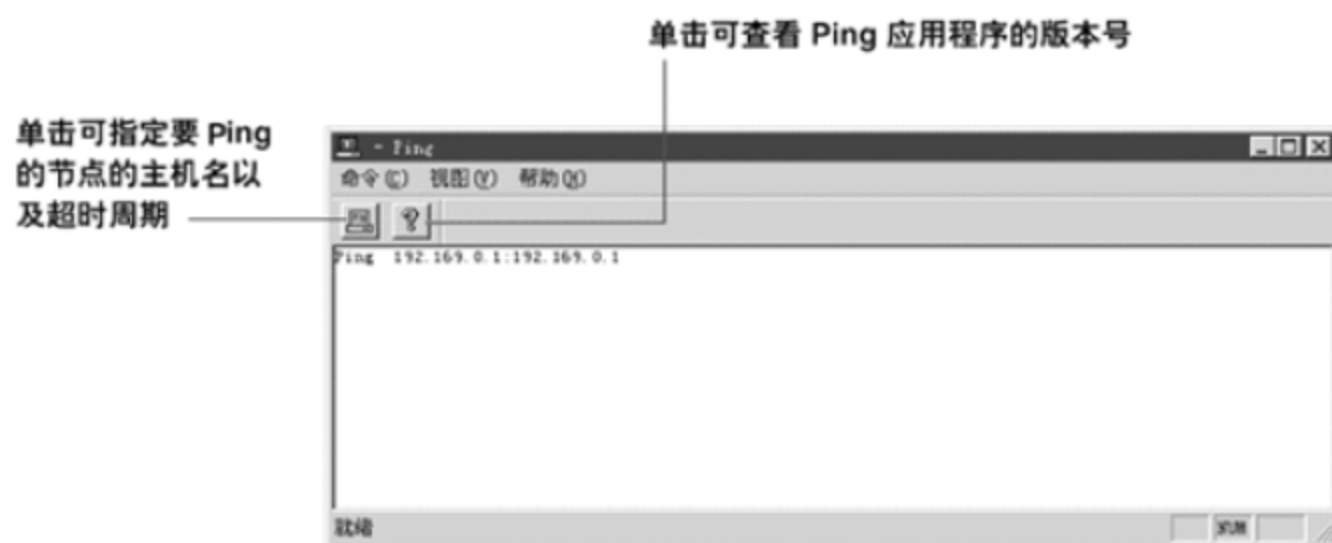 单击可查看 Ping 应用程序的版本号
单击可指定要 Ping
的节点的主机名以
及超时周期
- Ping
命令(C) 视图(V) 帮助(H)
Ping 192.169.0.1:192.169.0.1
就绪